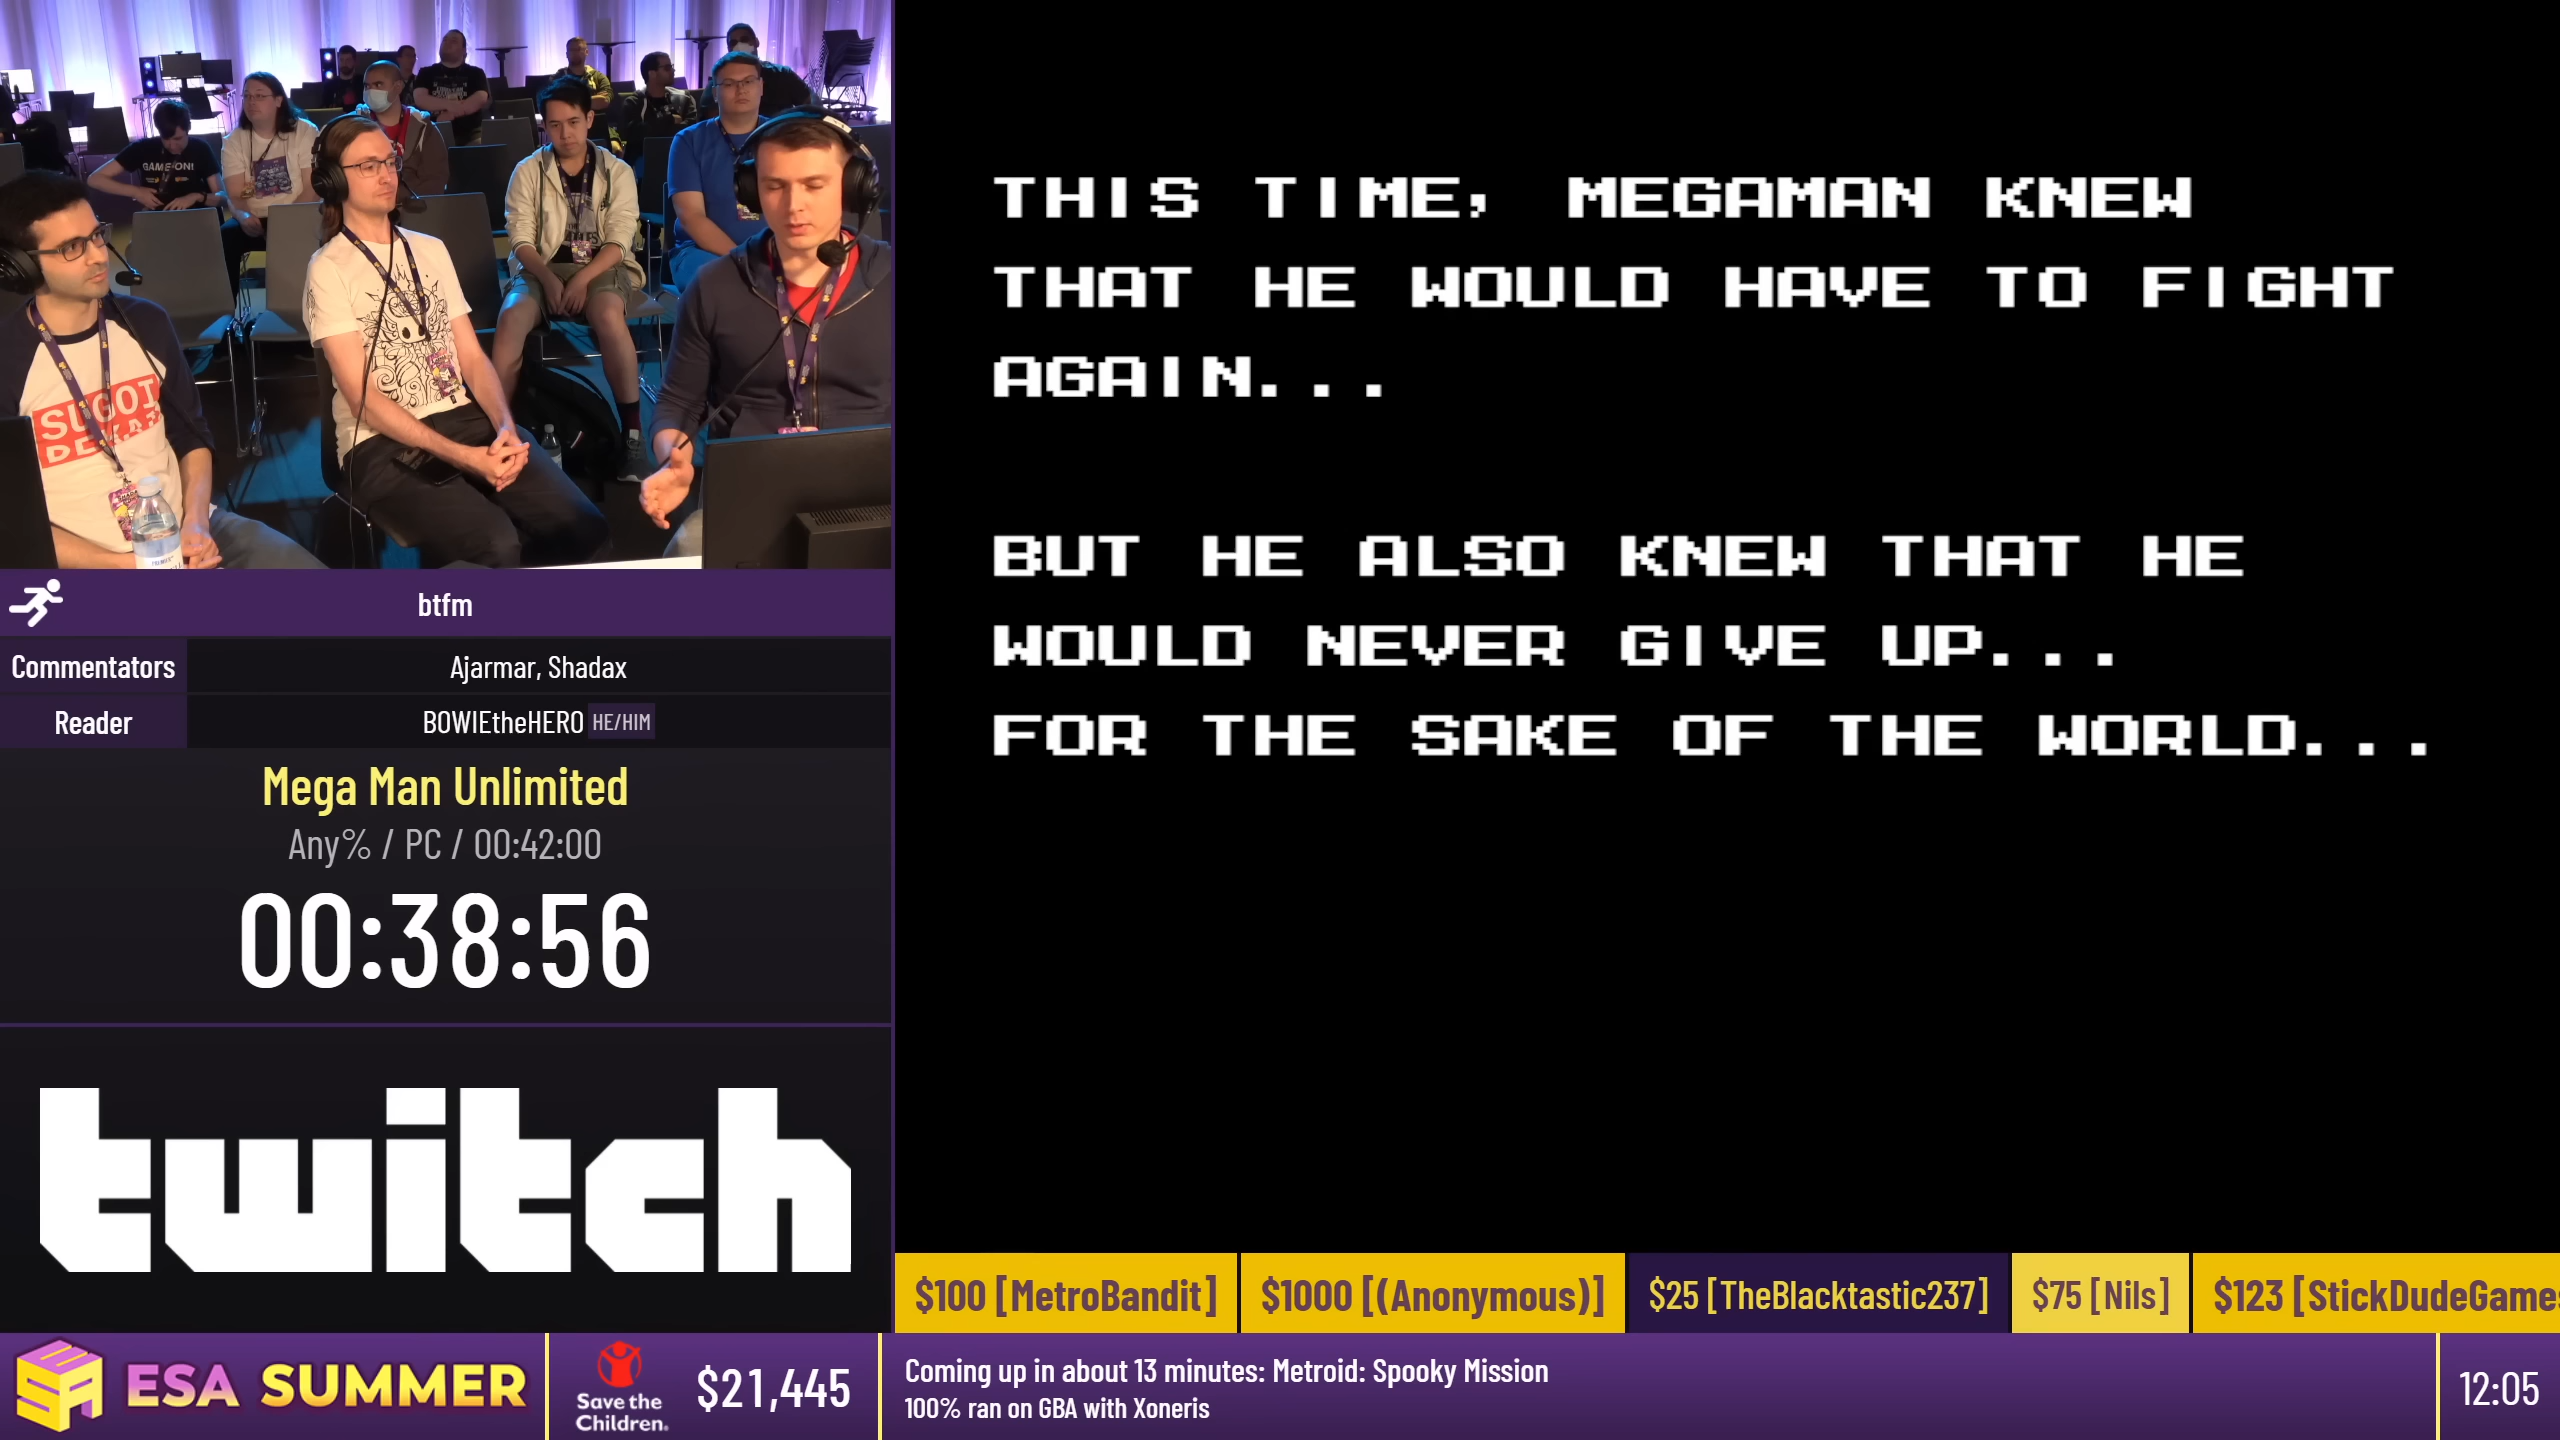 GAME·ON!
SUGOI
THIS TIME, MEGAMAN KNEW
THAT HE WOULD HAVE TO FIGHT
AGAIN...
BUT HE ALSO KNEW THAT HE
WOULD NEVER GIVE UP...
FOR THE SAKE OF THE WORLD...
btfm
Commentators
Ajarmar, Shadax
Reader
BOWIEtheHERO HE/HIM
Mega Man Unlimited
Any% / PC / 00:42:00
00:38:56
twitch
$100 [MetroBandit] $1000 [(Anonymous)] $25 [TheBlacktastic237] $75 [Nils] $123 [StickDudeGames
ESA SUMMER
Save the
Children.
$21,445
Coming up in about 13 minutes: Metroid: Spooky Mission
100% ran on GBA with Xoneris
12:05